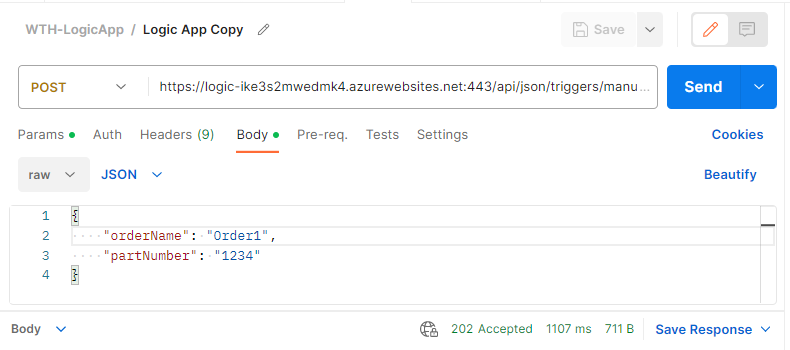 WTH-LogicApp / Logic App Copy Save
POST https://logic-ike3s2mwedmk4.azurewebsites.net:443/api/json/triggers/manu... Send
Params Auth Headers (9) Body Pre-req. Tests Settings Cookies
raw JSON Beautify
1 {
2 "orderName": "Order1",
3 "partNumber": "1234"
4 }
Body 202 Accepted 1107 ms 711 B Save Response